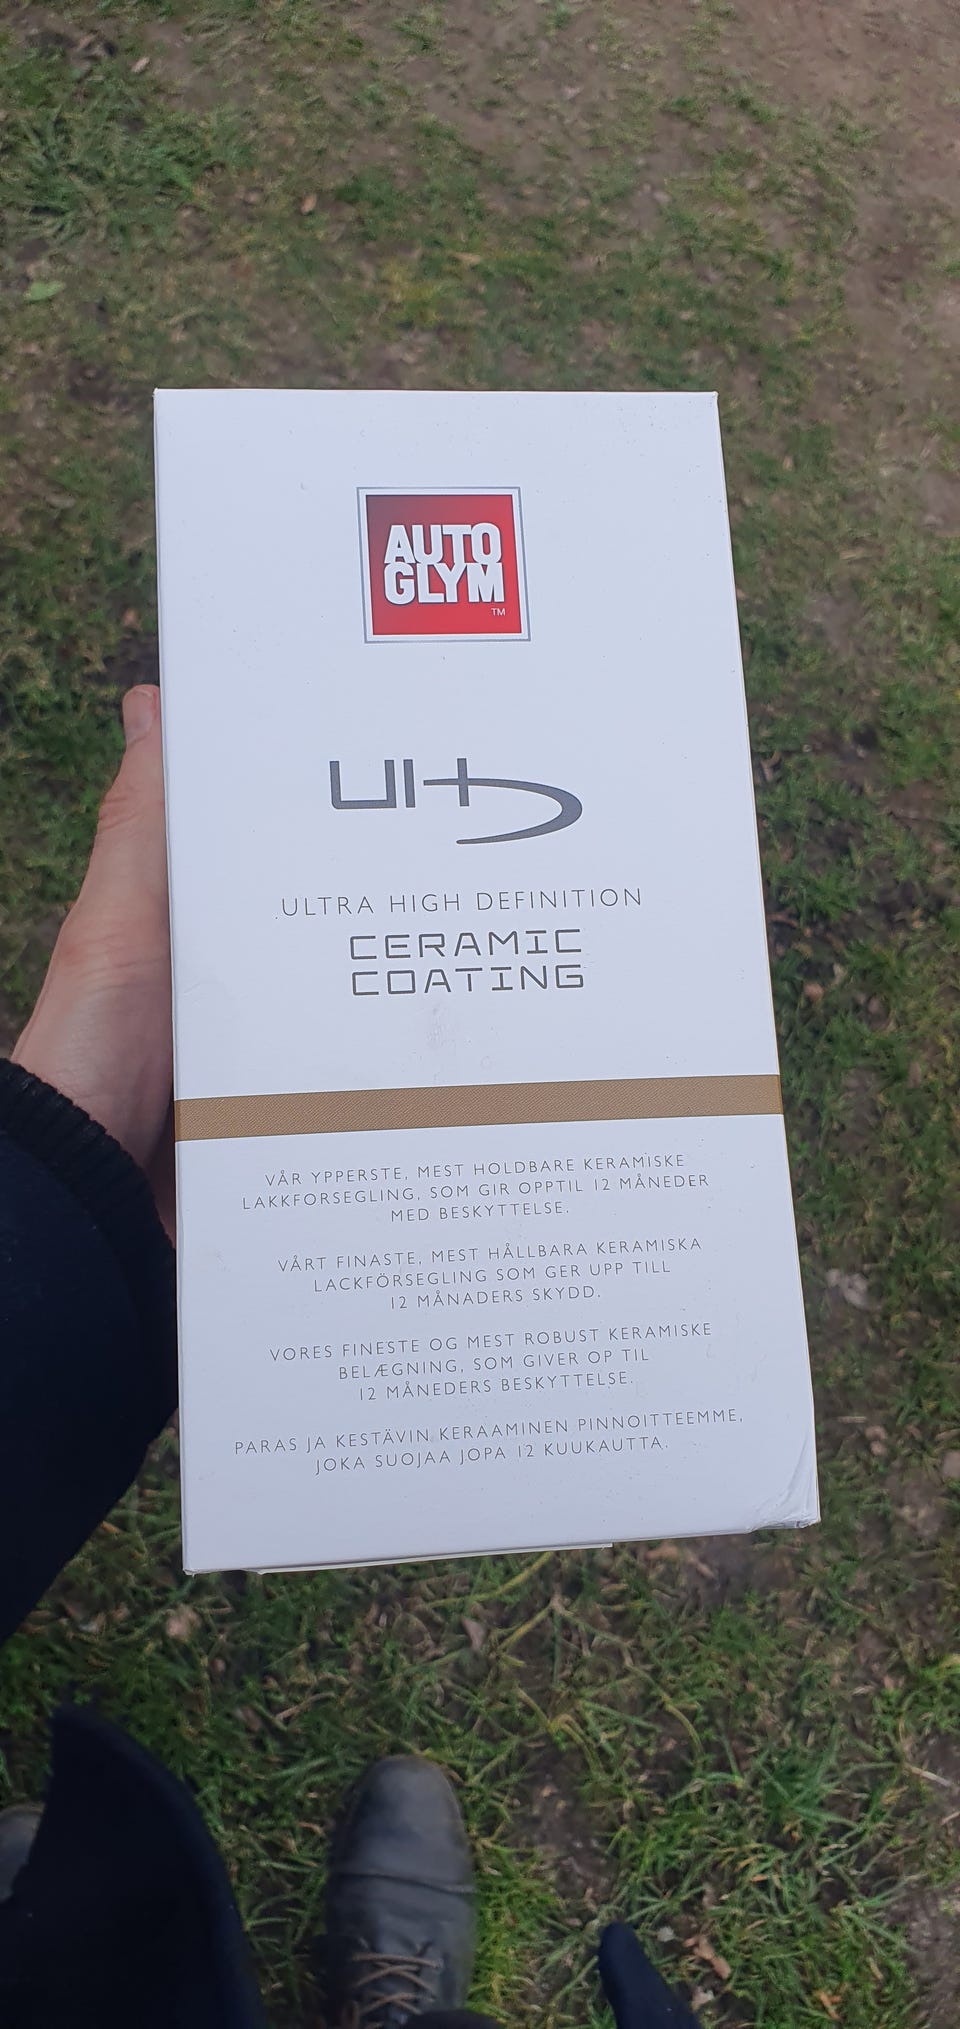 AUTO
GLYM
TM
UHD
ULTRA HIGH DEFINITION
CERAMIC
COATING
VÅR YPPERSTE, MEST HOLDBARE KERAMISKE
LAKKFORSEGLING, SOM GIR OPPTIL 12 MÅNEDER
MED BESKYTTELSE.
VÅRT FINASTE, MEST HÅLLBARA KERAMISKA
LACKFÖRSEGLING SOM GER UPP TILL
12 MÅNADERS SKYDD.
VORES FINESTE OG MEST ROBUST KERAMISKE
BELÆGNING, SOM GIVER OP TIL
12 MÅNEDERS BESKYTTELSE.
PARAS JA KESTÄVIN KERAAMINEN PINNOITTEEMME,
JOKA SUOJAA JOPA 12 KUUKAUTTA.